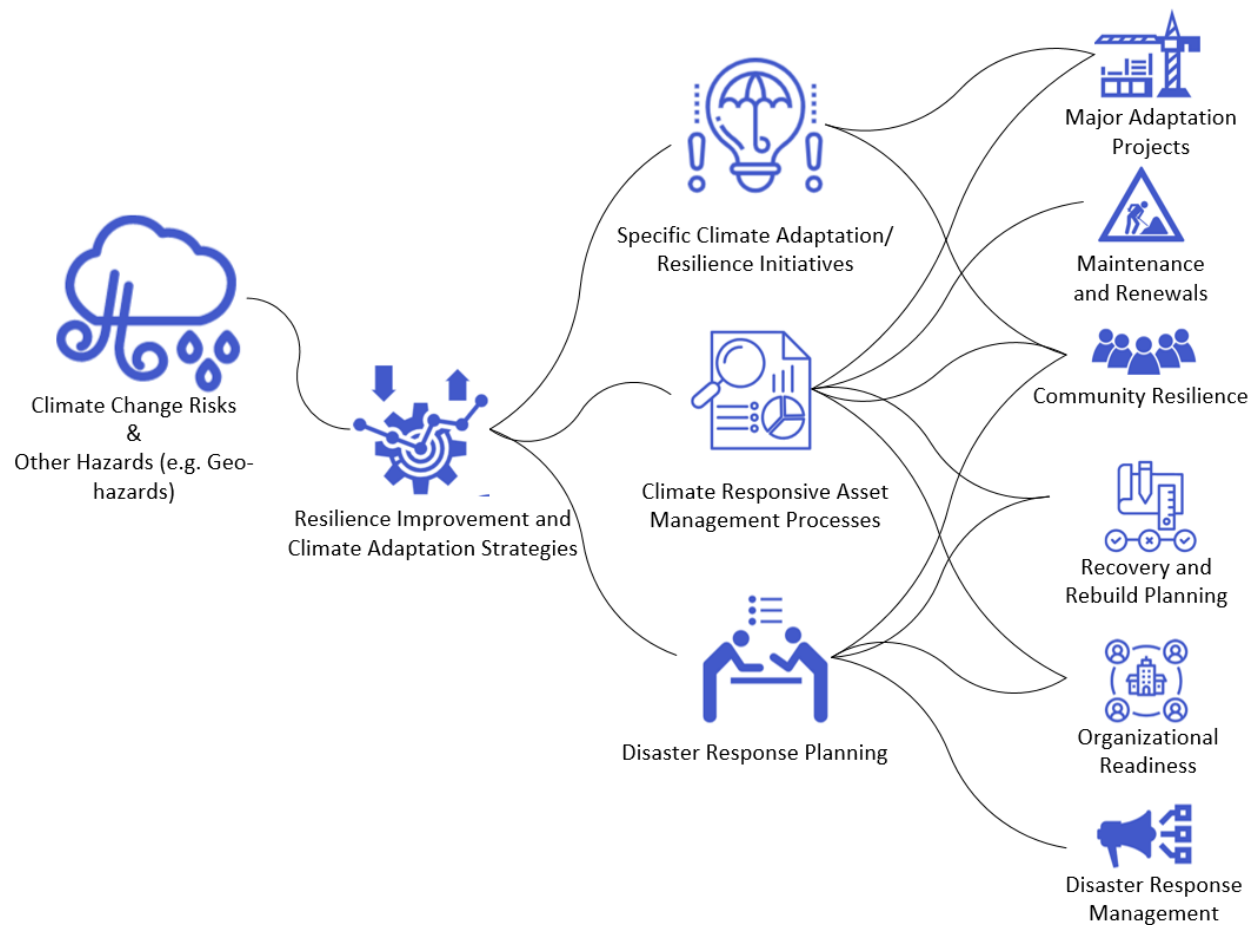 Climate Change Risks
&
Other Hazards (e.g. Geo-
hazards)
Resilience Improvement and
Climate Adaptation Strategies
Specific Climate Adaptation/
Resilience Initiatives
Climate Responsive Asset
Management Processes
Disaster Response Planning
Major Adaptation
Projects
Maintenance
and Renewals
Community Resilience
Recovery and
Rebuild Planning
Organizational
Readiness
Disaster Response
Management